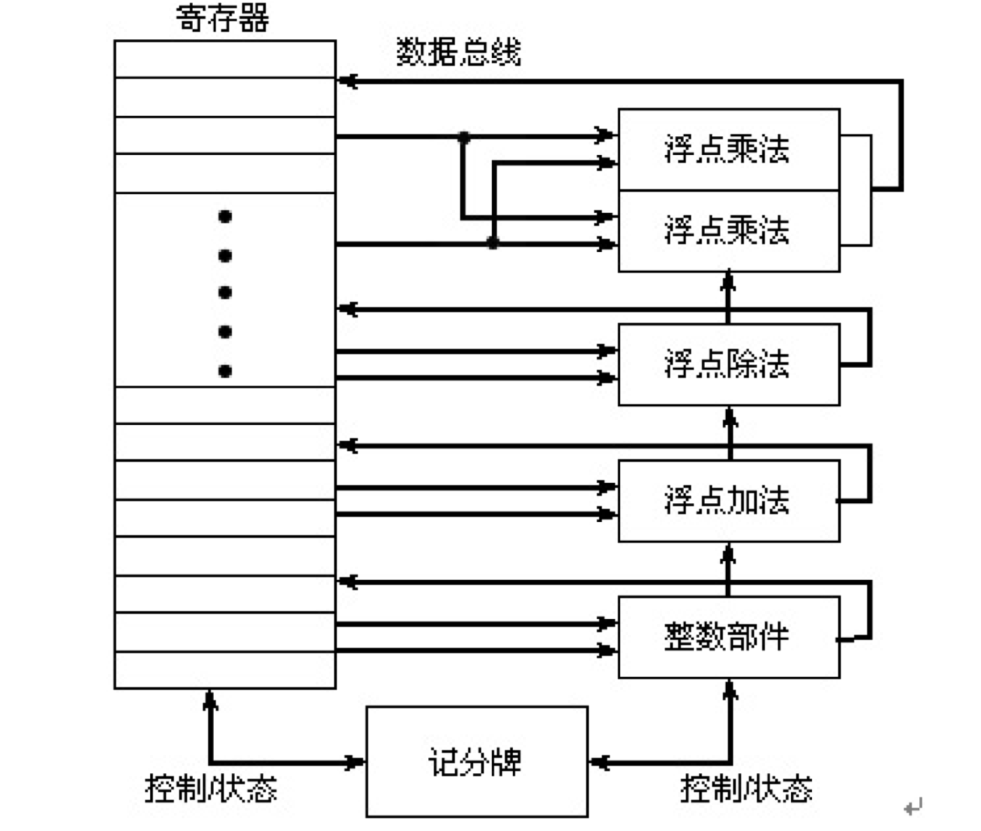 寄存器
数据总线
浮点乘法
浮点乘法
浮点除法
浮点加法
整数部件
记分牌
控制/状态
控制/状态